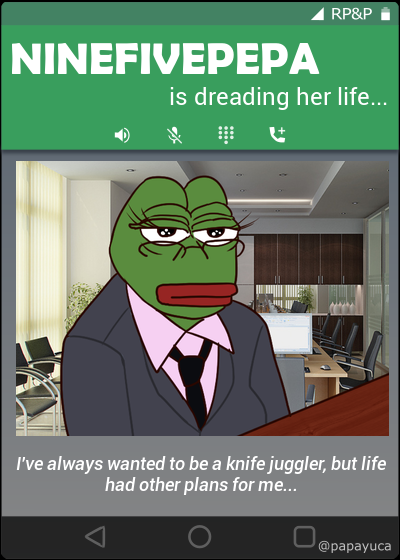 RP&P
NINEFIVEPEPA
is dreading her life...
I've always wanted to be a knife juggler, but life
had other plans for me...
@papayuca